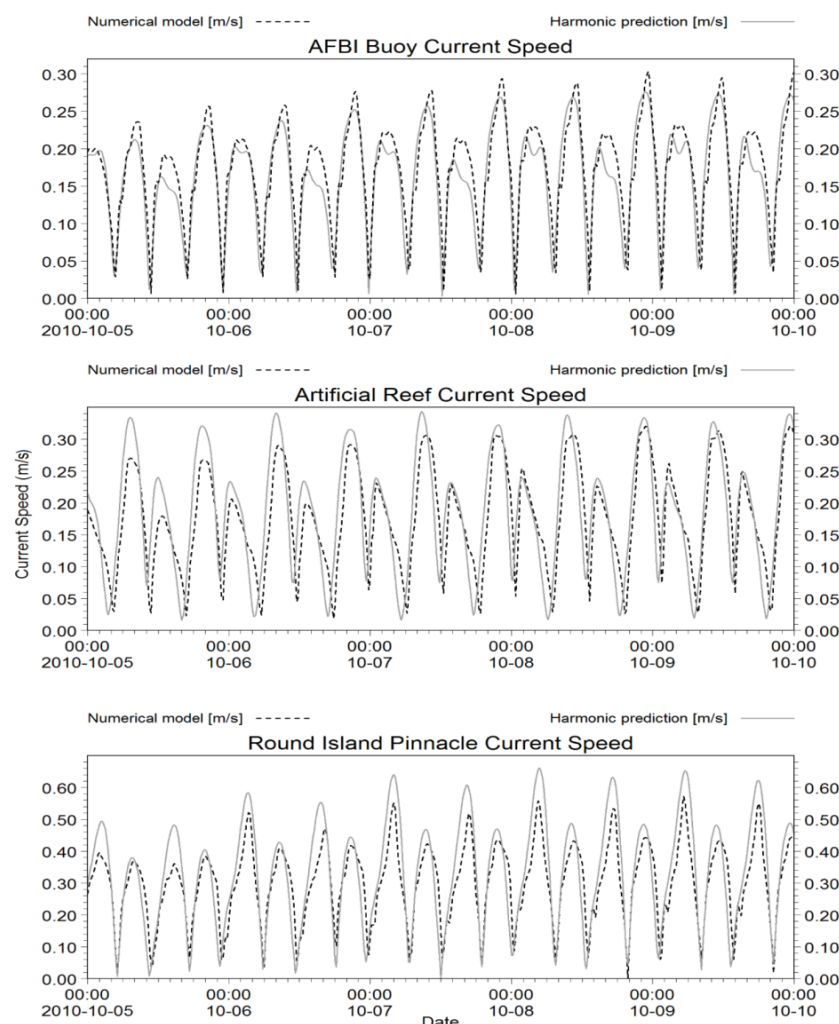 Numerical model [m/s] Harmonic prediction [m/s]
AFBI Buoy Current Speed
0.30 0.30
0.25 0.25
0.20 0.20
0.15 0.15
0.10 0.10
0.05 0.05
0.00 0.00
00:00 00:00 00:00 00:00 00:00 00:00
2010-10-05 10-06 10-07 10-08 10-09 10-10
Numerical model [m/s] Harmonic prediction [m/s]
Artificial Reef Current Speed
Current Speed (m/s)
0.30 0.30
0.25 0.25
0.20 0.20
0.15 0.15
0.10 0.10
0.05 0.05
0.00 0.00
00:00 00:00 00:00 00:00 00:00 00:00
2010-10-05 10-06 10-07 10-08 10-09 10-10
Numerical model [m/s] Harmonic prediction [m/s]
Round Island Pinnacle Current Speed
0.60 0.60
0.50 0.50
0.40 0.40
0.30 0.30
0.20 0.20
0.10 0.10
0.00 0.00
00:00 00:00 00:00 00:00 00:00 00:00
2010-10-05 10-06 10-07 10-08 10-09 10-10
Date